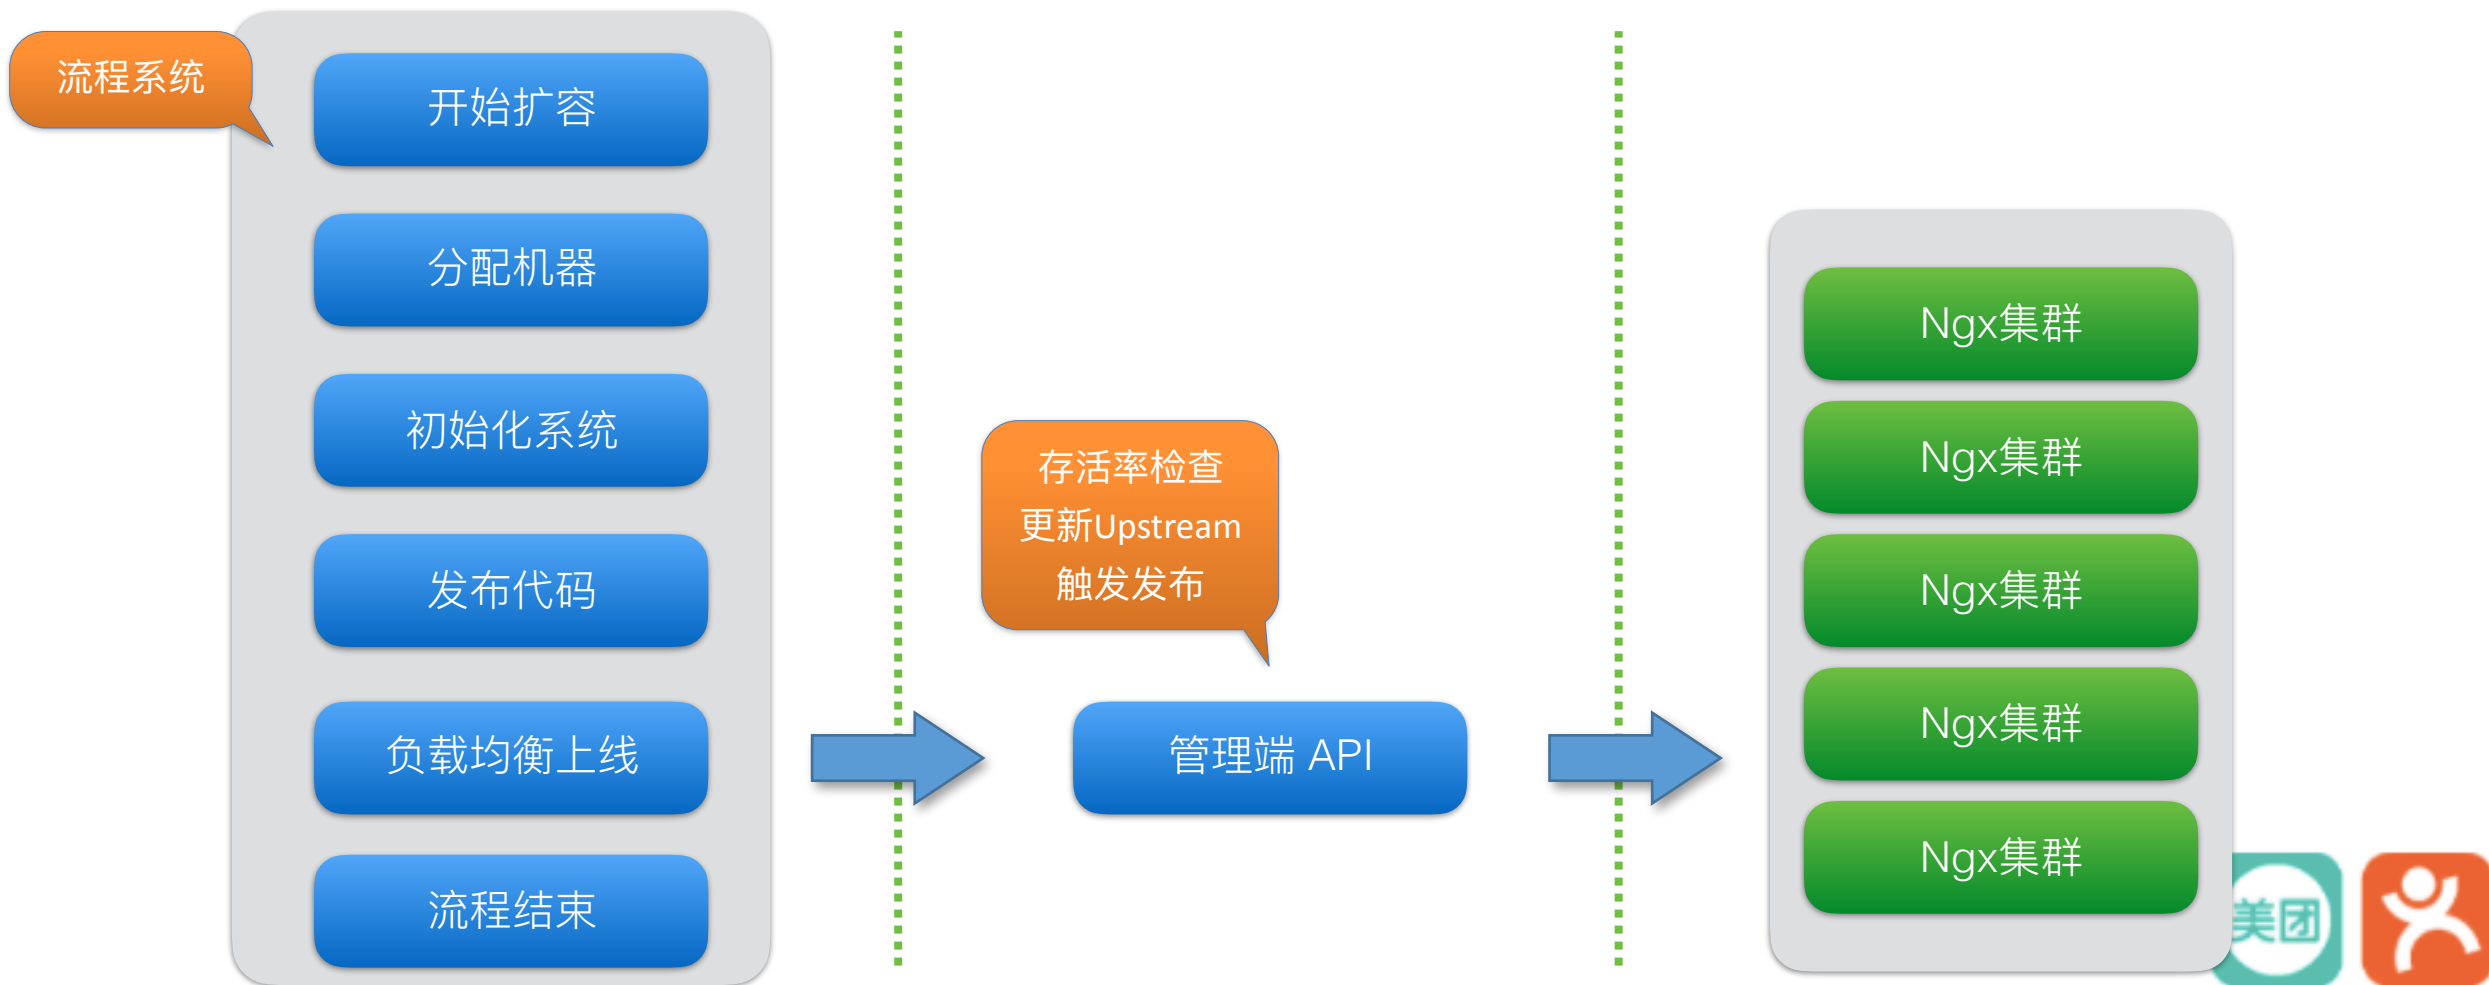 流程系统
开始扩容
分配机器
初始化系统
发布代码
负载均衡上线
流程结束
存活率检查
更新Upstream
触发发布
管理端 API
Ngx集群
Ngx集群
Ngx集群
Ngx集群
Ngx集群
美团